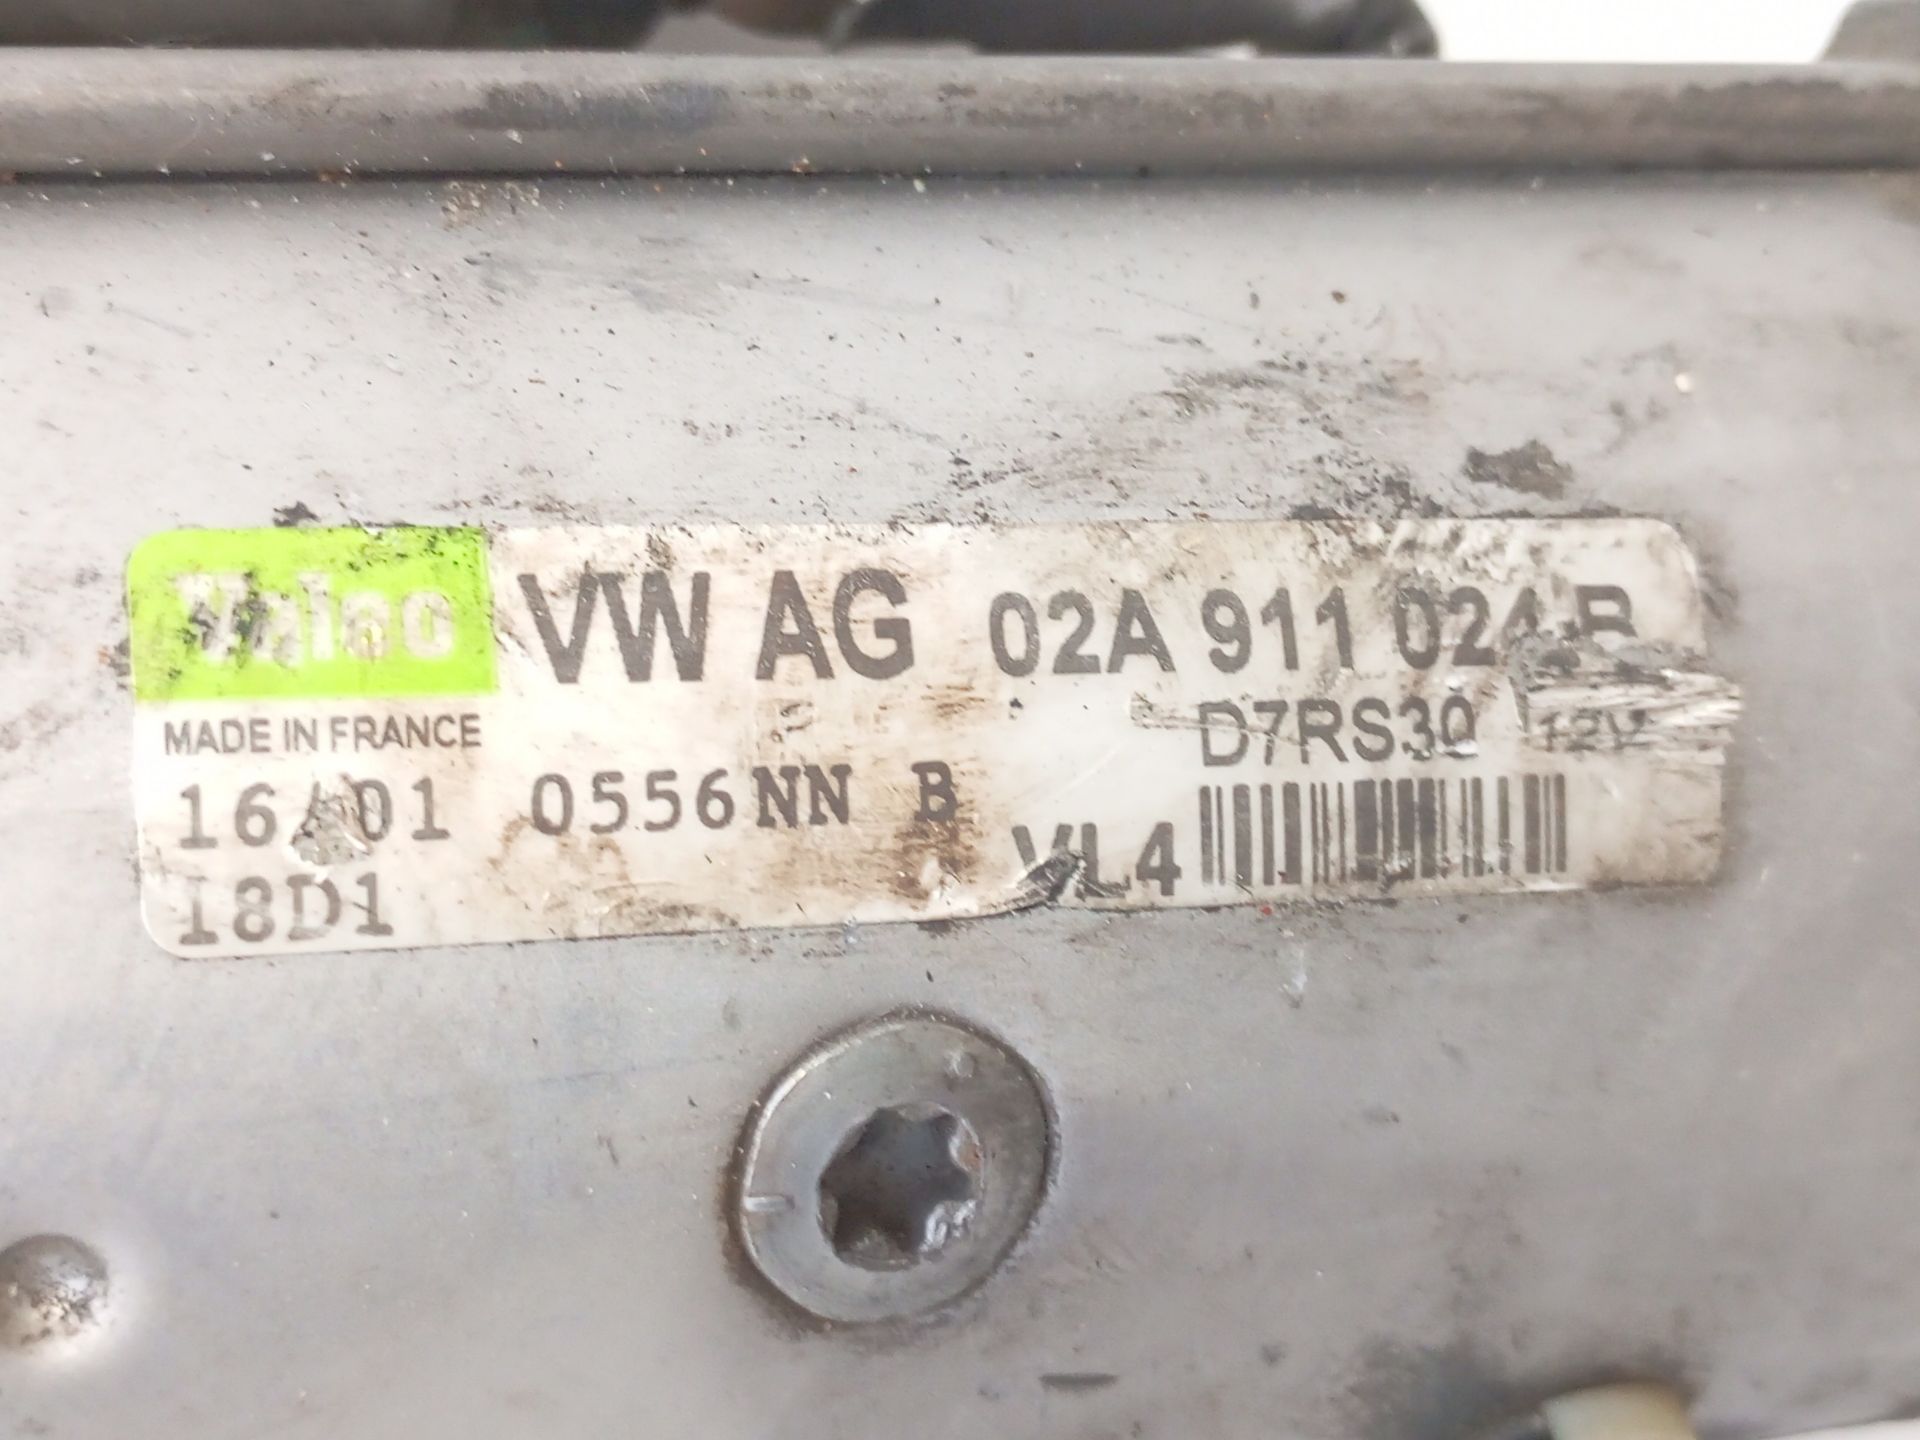 Valeo VW AG 02A 911 024 B
MADE IN FRANCE D7RS30 12V
16/01 0556NN B
VL4
18D1